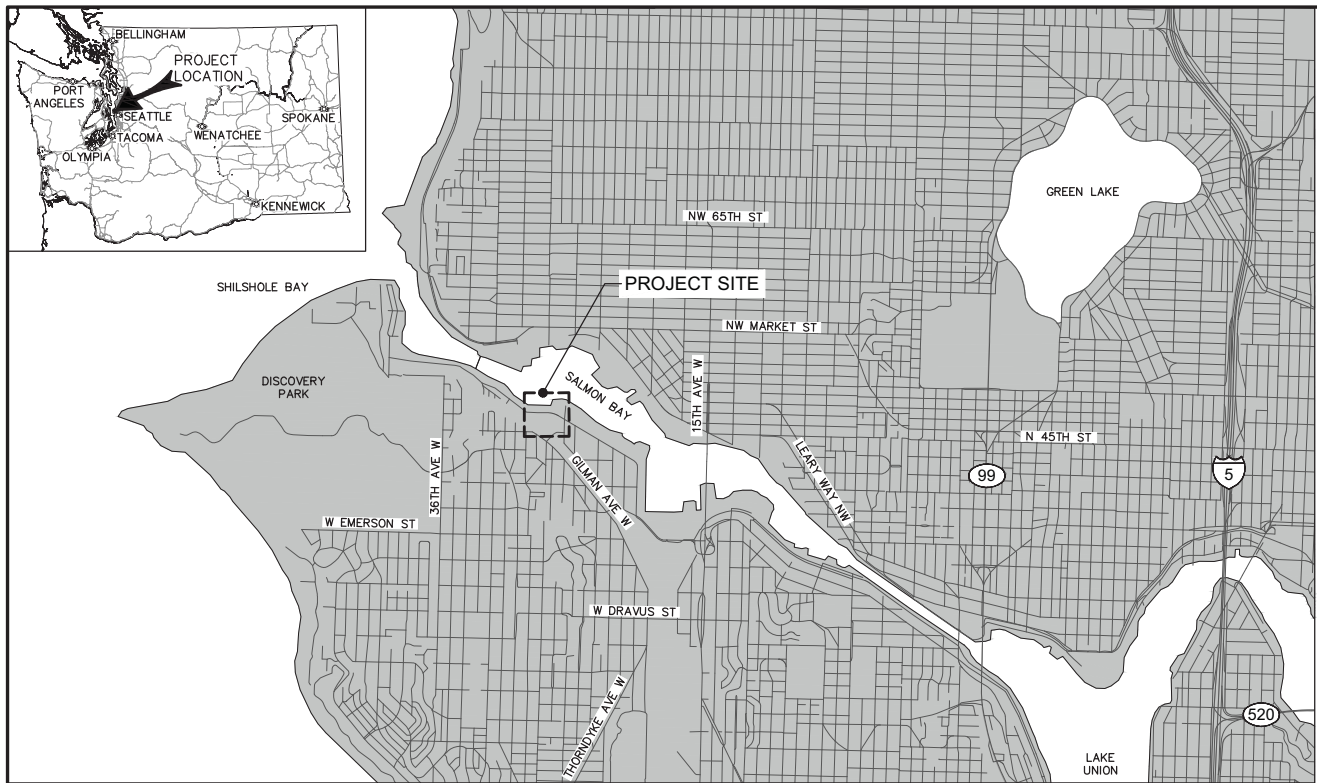 BELLINGHAM
PROJECT
LOCATION
PORT
ANGELES
SEATTLE
SPOKANE
TACOMA
WENATCHEE
OLYMPIA
KENNEWICK
GREEN LAKE
NW 65TH ST
SHILSHOLE BAY
PROJECT SITE
NW MARKET ST
DISCOVERY
PARK
SALMON BAY
15TH AVE W
N 45TH ST
36TH AVE W
GILMAN AVE W
LEARY WAY NW
99
5
W EMERSON ST
W DRAVUS ST
THORNDYKE AVE W
520
LAKE
UNION